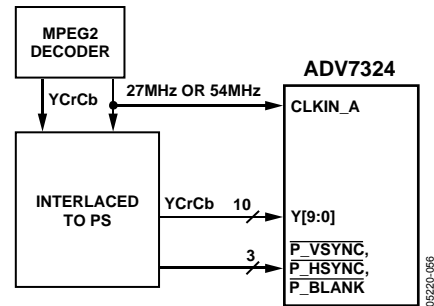 MPEG2
DECODER
ADV7324
YCrCb
27MHz OR 54MHz
CLKIN_A
INTERLACED
TO PS
YCrCb
10
Y[9:0]
3
P_VSYNC,
P_HSYNC,
P_BLANK
05220-056